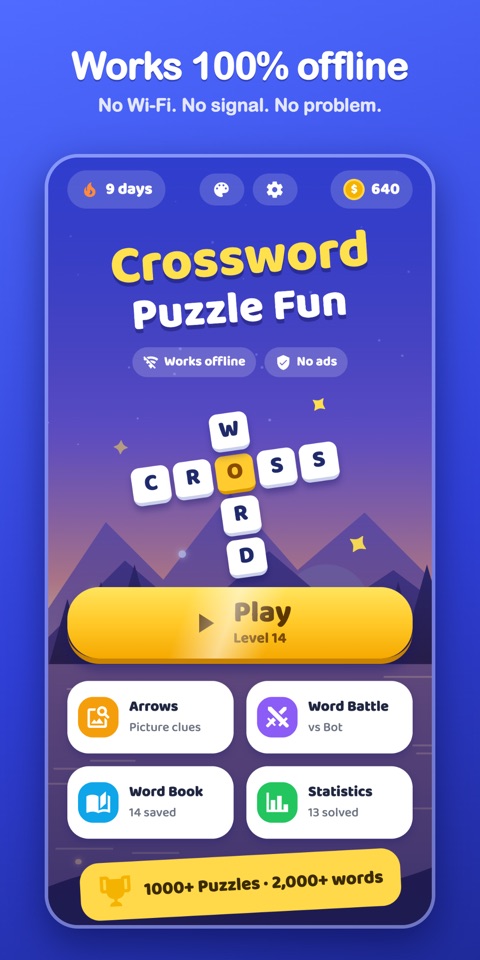 Works 100% offline
No Wi-Fi. No signal. No problem.
9 days
$ 640
Crossword
Puzzle Fun
Works offline
No ads
W
C R O S S
R
D
Play
Level 14
Arrows
Picture clues
Word Battle
vs Bot
Word Book
14 saved
Statistics
13 solved
1000+ Puzzles · 2,000+ words